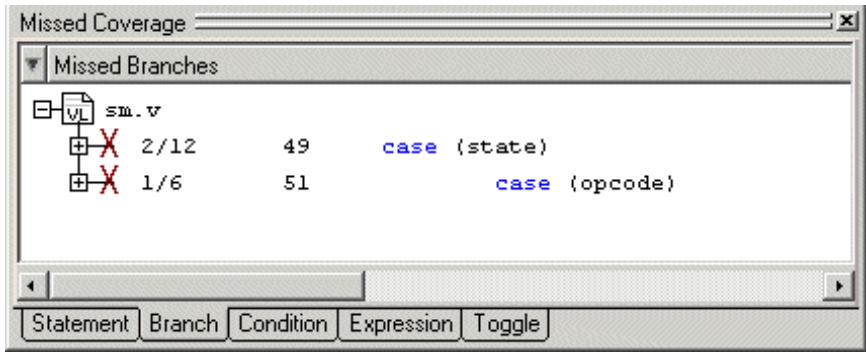 Missed Coverage
Missed Branches
VL sm.v
2/12 49 case (state)
1/6 51 case (opcode)
Statement Branch Condition Expression Toggle